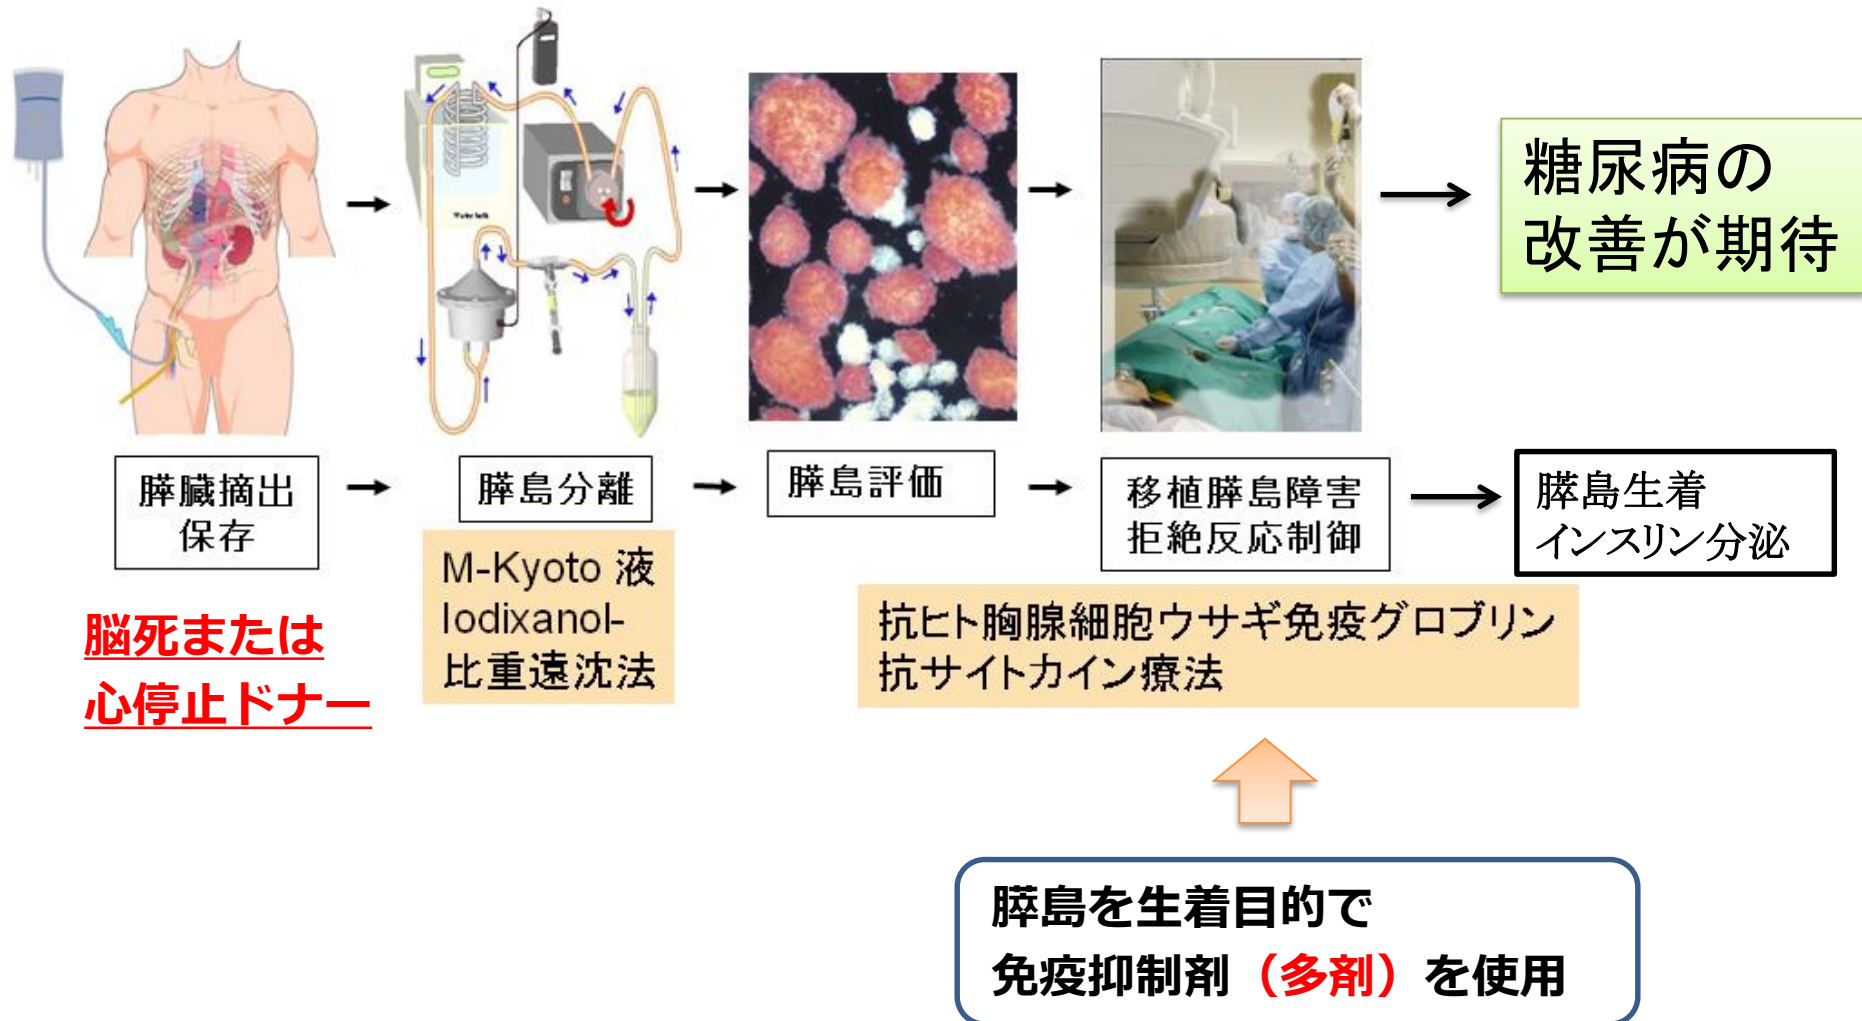 Water bath
糖尿病の
改善が期待
膵臓摘出
保存
膵島分離
膵島評価
移植膵島障害
拒絶反応制御
膵島生着
インスリン分泌
脳死または
心停止ドナー
M-Kyoto 液
Iodixanol-
比重遠沈法
抗ヒト胸腺細胞ウサギ免疫グロブリン
抗サイトカイン療法
膵島を生着目的で
免疫抑制剤（多剤）を使用